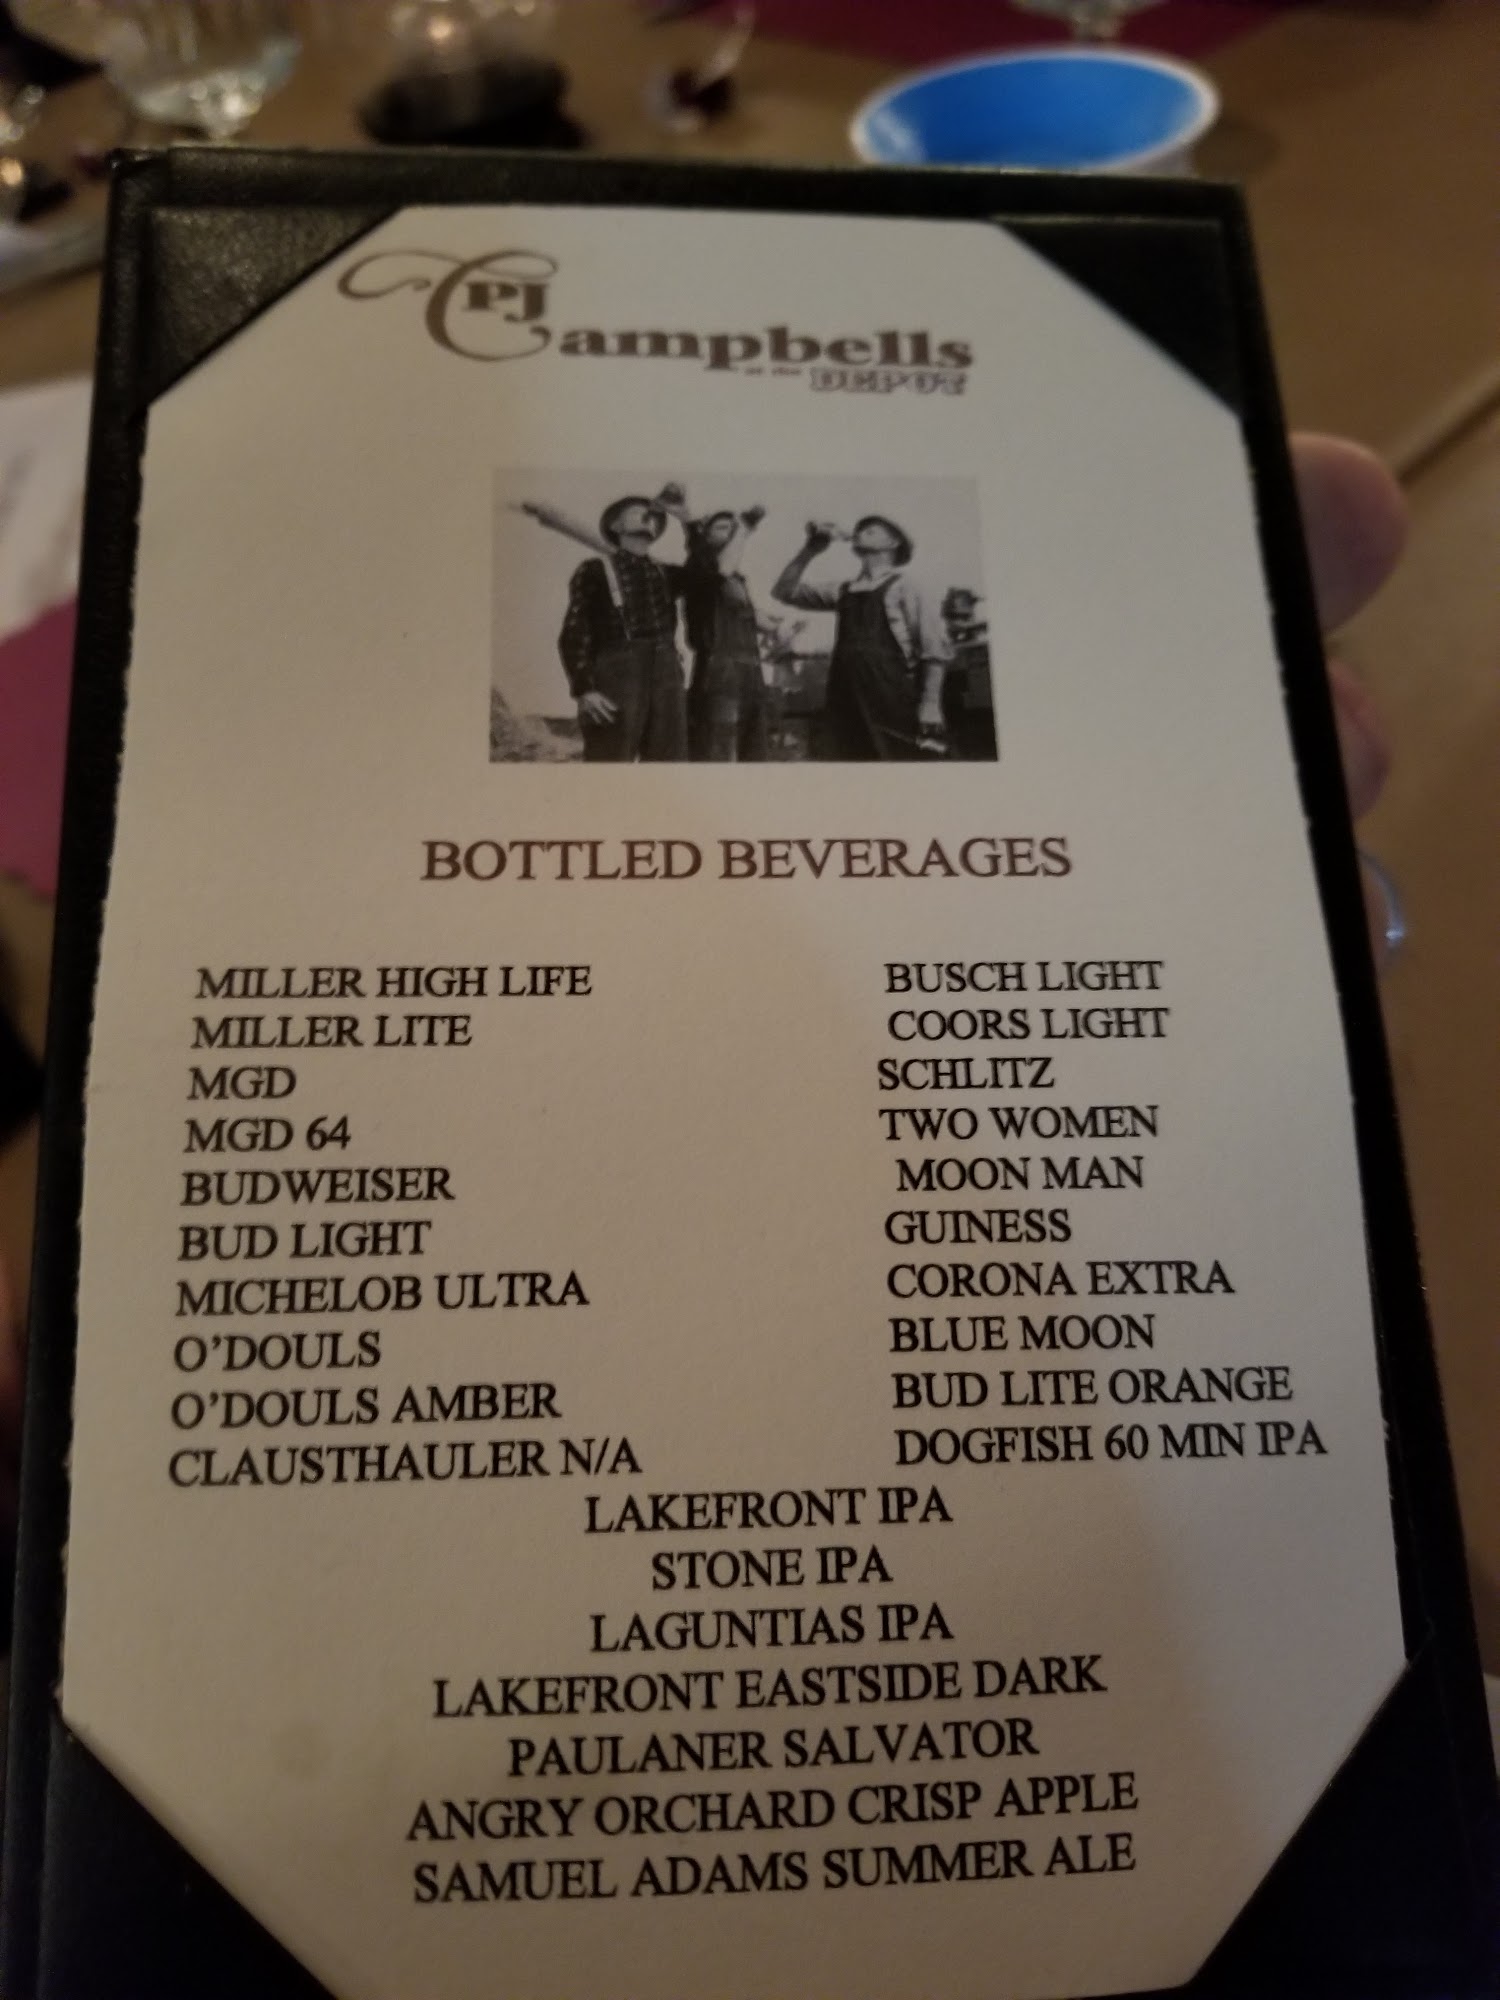 PJ
Campbells
at the DEPOT
BOTTLED BEVERAGES
MILLER HIGH LIFE
MILLER LITE
MGD
MGD 64
BUDWEISER
BUD LIGHT
MICHELOB ULTRA
O'DOULS
O'DOULS AMBER
CLAUSTHAULER N/A
BUSCH LIGHT
COORS LIGHT
SCHLITZ
TWO WOMEN
MOON MAN
GUINESS
CORONA EXTRA
BLUE MOON
BUD LITE ORANGE
DOGFISH 60 MIN IPA
LAKEFRONT IPA
STONE IPA
LAGUNTIAS IPA
LAKEFRONT EASTSIDE DARK
PAULANER SALVATOR
ANGRY ORCHARD CRISP APPLE
SAMUEL ADAMS SUMMER ALE